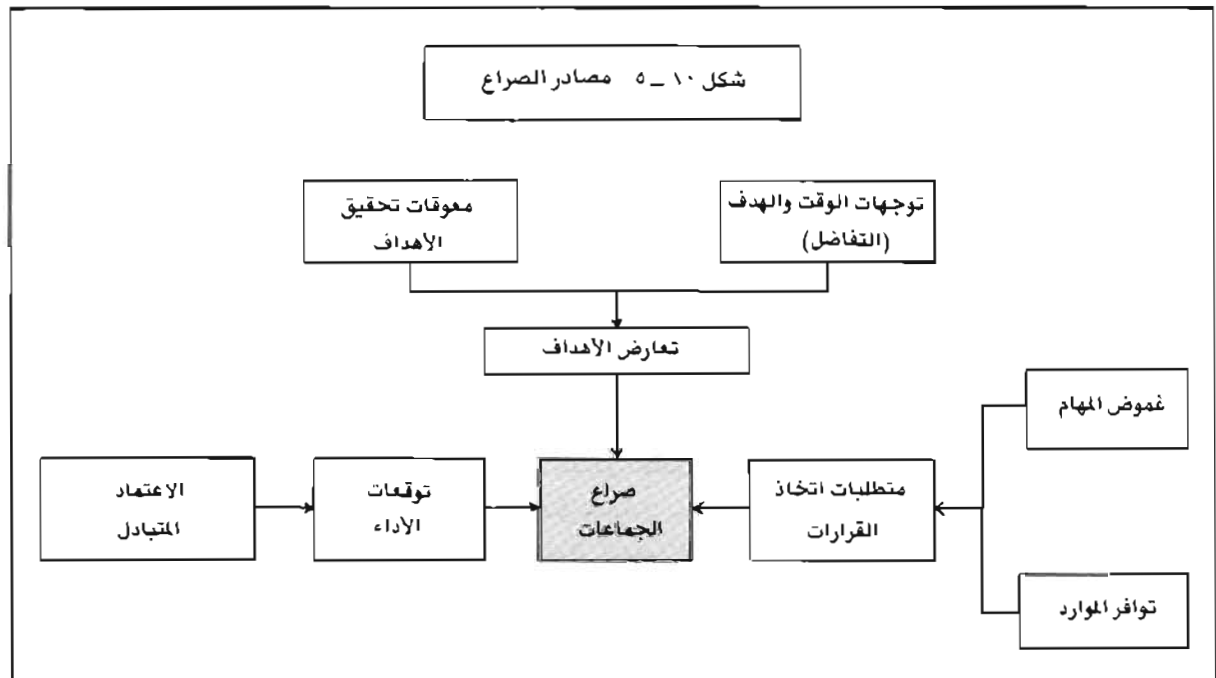 شكل ١٠ ـ ٥ مصادر الصراع
توجهات الوقت والهدف
(التفاضل)
معوقات تحقيق
الأهداف
تعارض الأهداف
غموض المهام
متطلبات اتخاذ
القرارات
صراع
الجماعات
توقعات
الأداء
الاعتماد
المتبادل
توافر الموارد